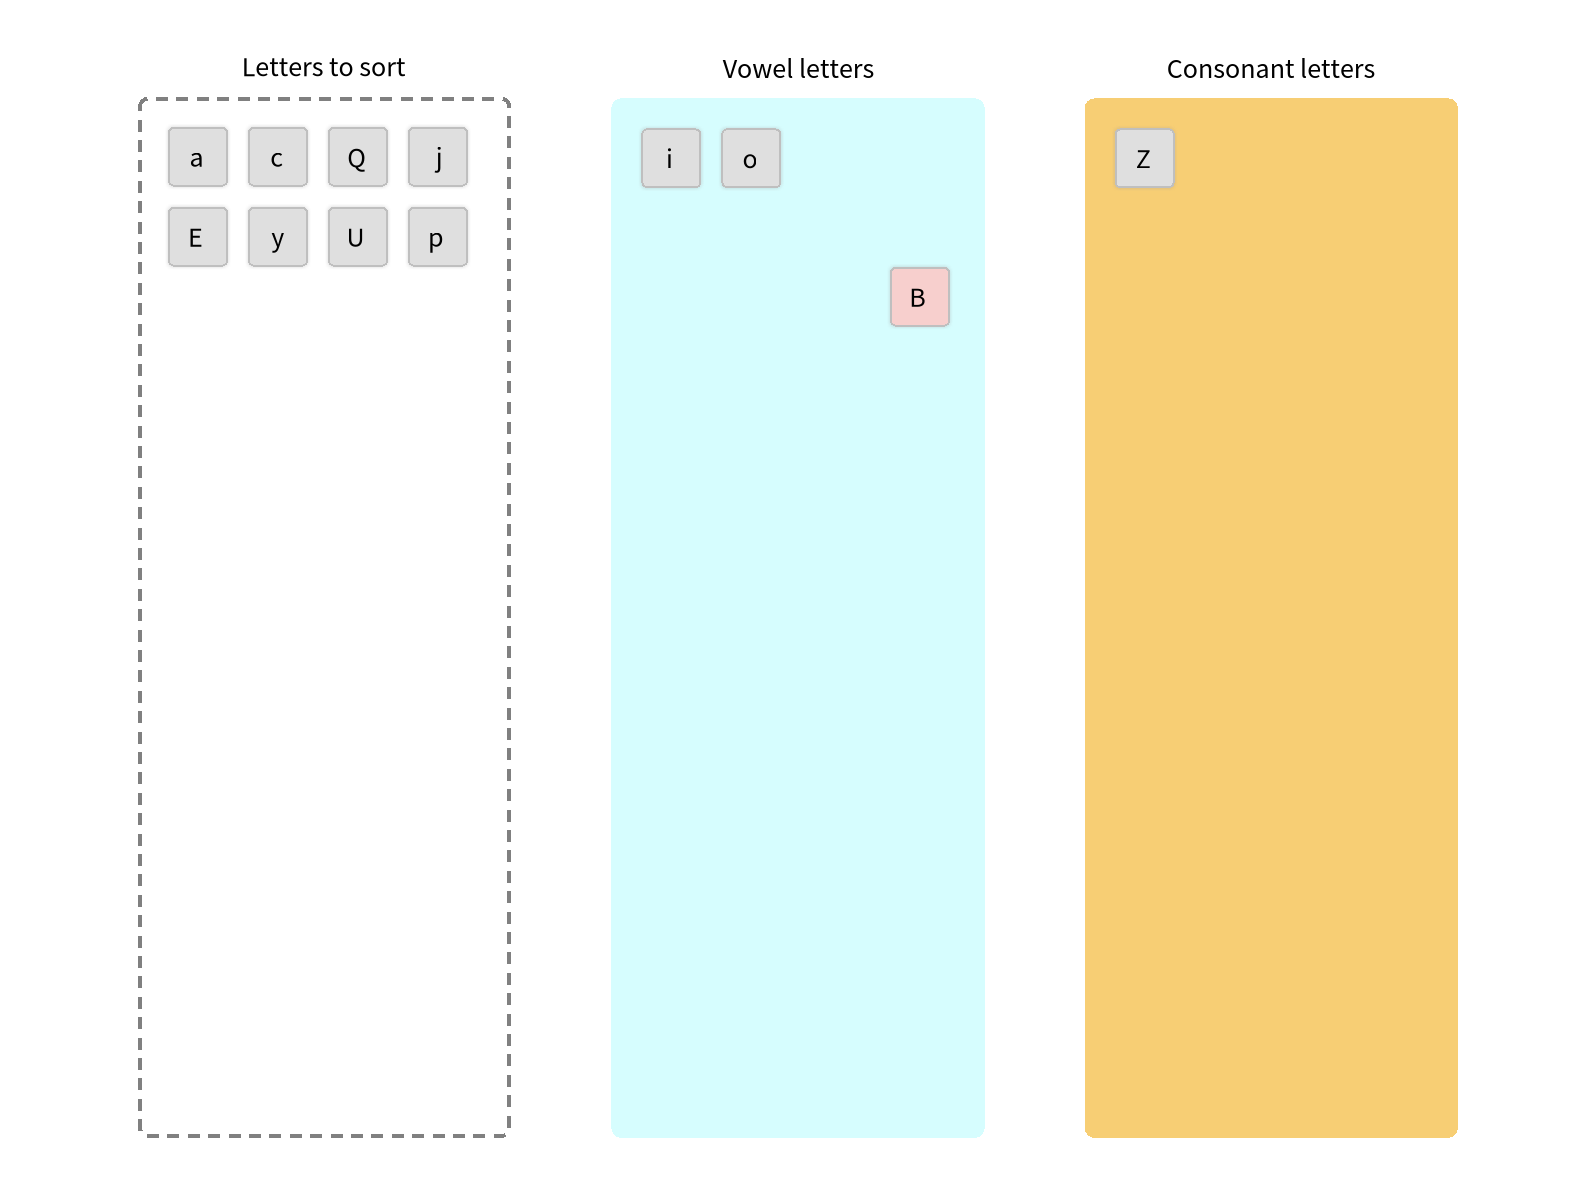 Letters to sort
a c Q j
E y U p
Vowel letters
i o
B
Consonant letters
Z